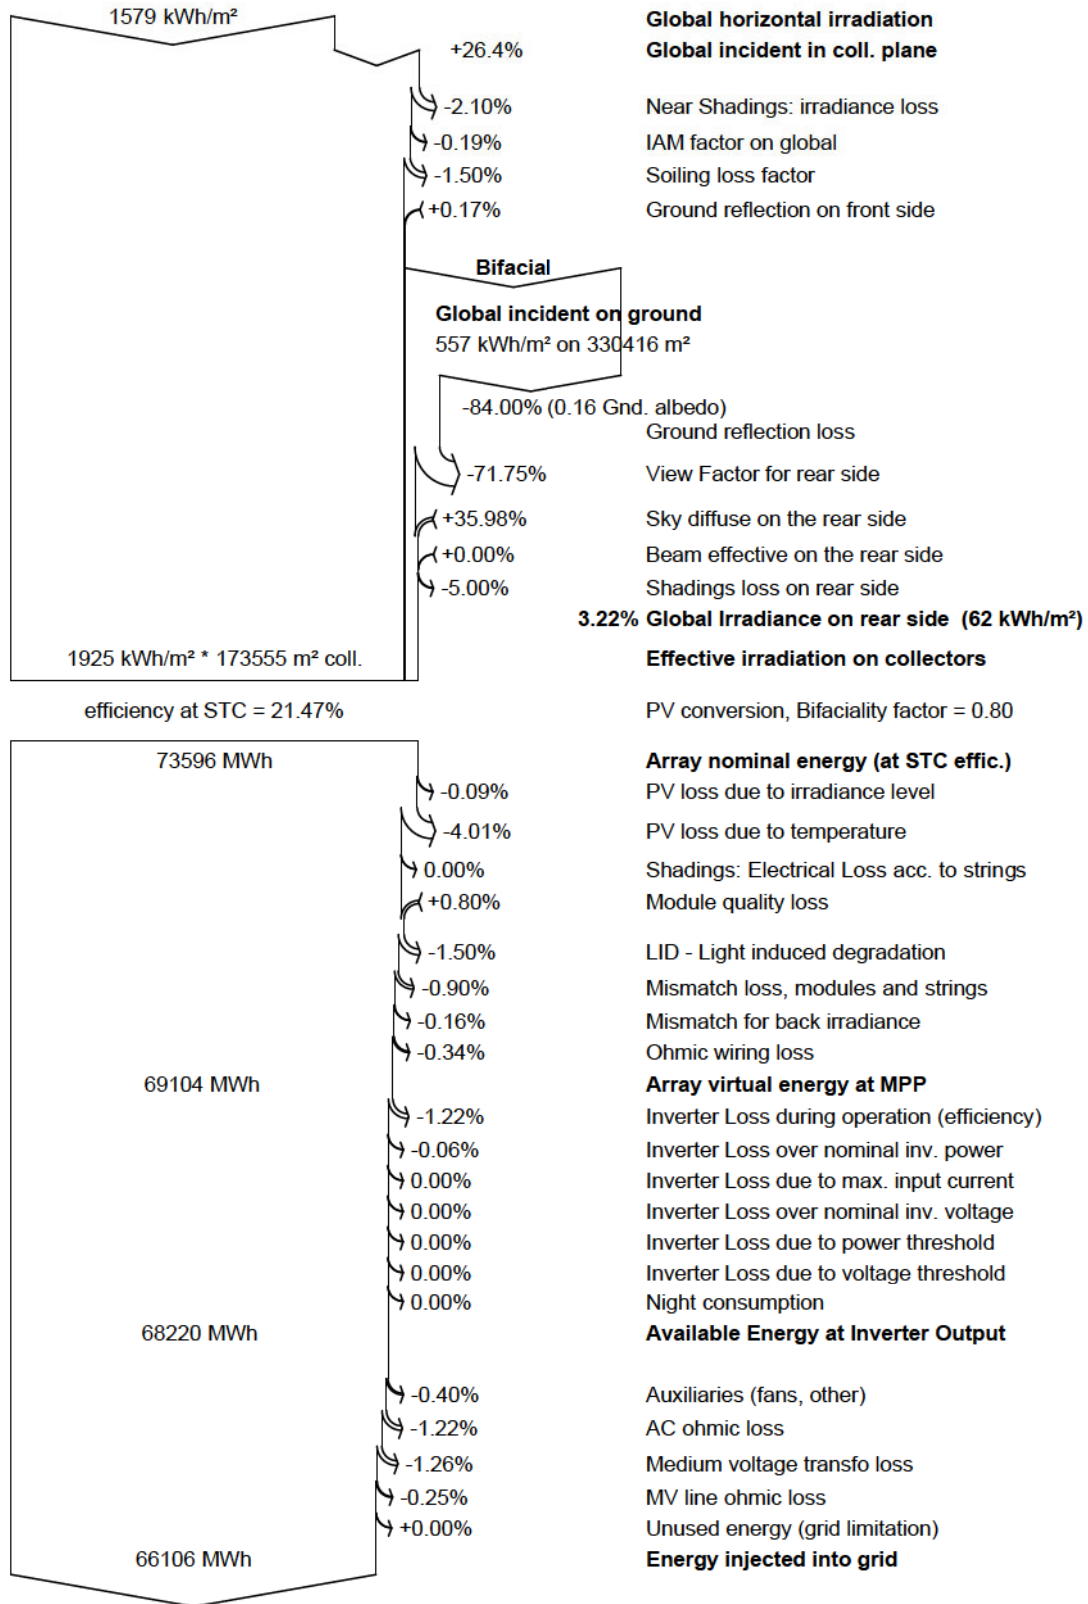 1579 kWh/m² Global horizontal irradiation
+26.4% Global incident in coll. plane
-2.10% Near Shadings: irradiance loss
-0.19% IAM factor on global
-1.50% Soiling loss factor
+0.17% Ground reflection on front side
Bifacial
Global incident on ground
557 kWh/m² on 330416 m²
-84.00% (0.16 Gnd. albedo)
Ground reflection loss
-71.75% View Factor for rear side
+35.98% Sky diffuse on the rear side
+0.00% Beam effective on the rear side
-5.00% Shadings loss on rear side
3.22% Global Irradiance on rear side (62 kWh/m²)
1925 kWh/m² * 173555 m² coll. Effective irradiation on collectors
efficiency at STC = 21.47% PV conversion, Bifaciality factor = 0.80
73596 MWh Array nominal energy (at STC effic.)
-0.09% PV loss due to irradiance level
-4.01% PV loss due to temperature
0.00% Shadings: Electrical Loss acc. to strings
+0.80% Module quality loss
-1.50% LID - Light induced degradation
-0.90% Mismatch loss, modules and strings
-0.16% Mismatch for back irradiance
-0.34% Ohmic wiring loss
69104 MWh Array virtual energy at MPP
-1.22% Inverter Loss during operation (efficiency)
-0.06% Inverter Loss over nominal inv. power
0.00% Inverter Loss due to max. input current
0.00% Inverter Loss over nominal inv. voltage
0.00% Inverter Loss due to power threshold
0.00% Inverter Loss due to voltage threshold
0.00% Night consumption
68220 MWh Available Energy at Inverter Output
-0.40% Auxiliaries (fans, other)
-1.22% AC ohmic loss
-1.26% Medium voltage transfo loss
-0.25% MV line ohmic loss
+0.00% Unused energy (grid limitation)
66106 MWh Energy injected into grid